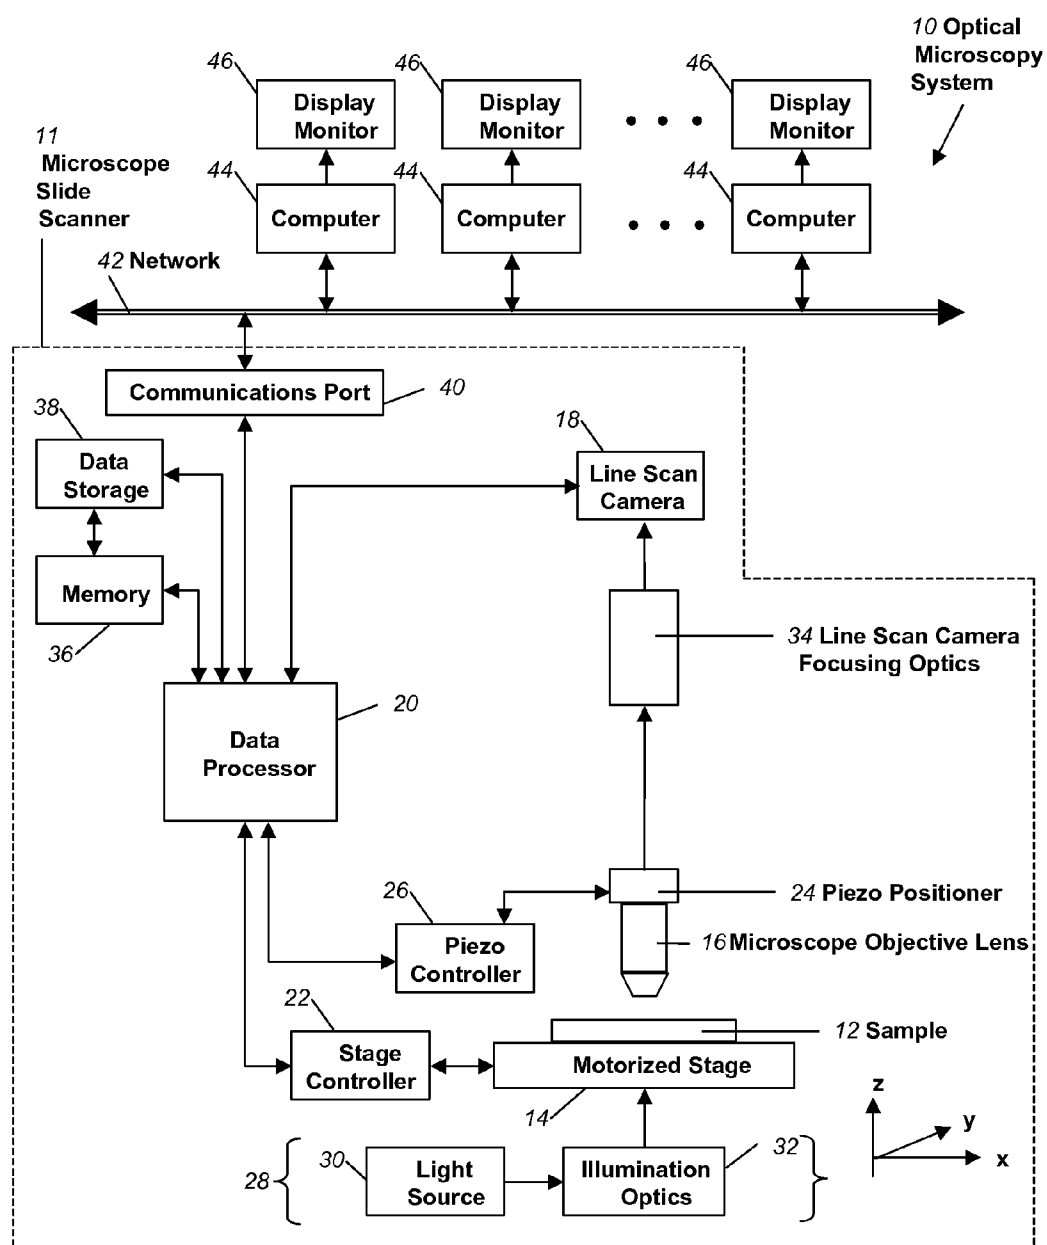 10 Optical
Microscopy
System
46
46
46
Display
Monitor
Display
Monitor
Display
Monitor
11
Microscope
Slide
Scanner
44
44
44
Computer
Computer
Computer
42 Network
Communications Port
40
38
Data
Storage
18
Line Scan
Camera
Memory
36
34 Line Scan Camera
Focusing Optics
20
Data
Processor
26
Piezo
Controller
24 Piezo Positioner
16 Microscope Objective Lens
22
Stage
Controller
12 Sample
Motorized Stage
14
z
y
x
28
30
Light
Source
Illumination
Optics
32